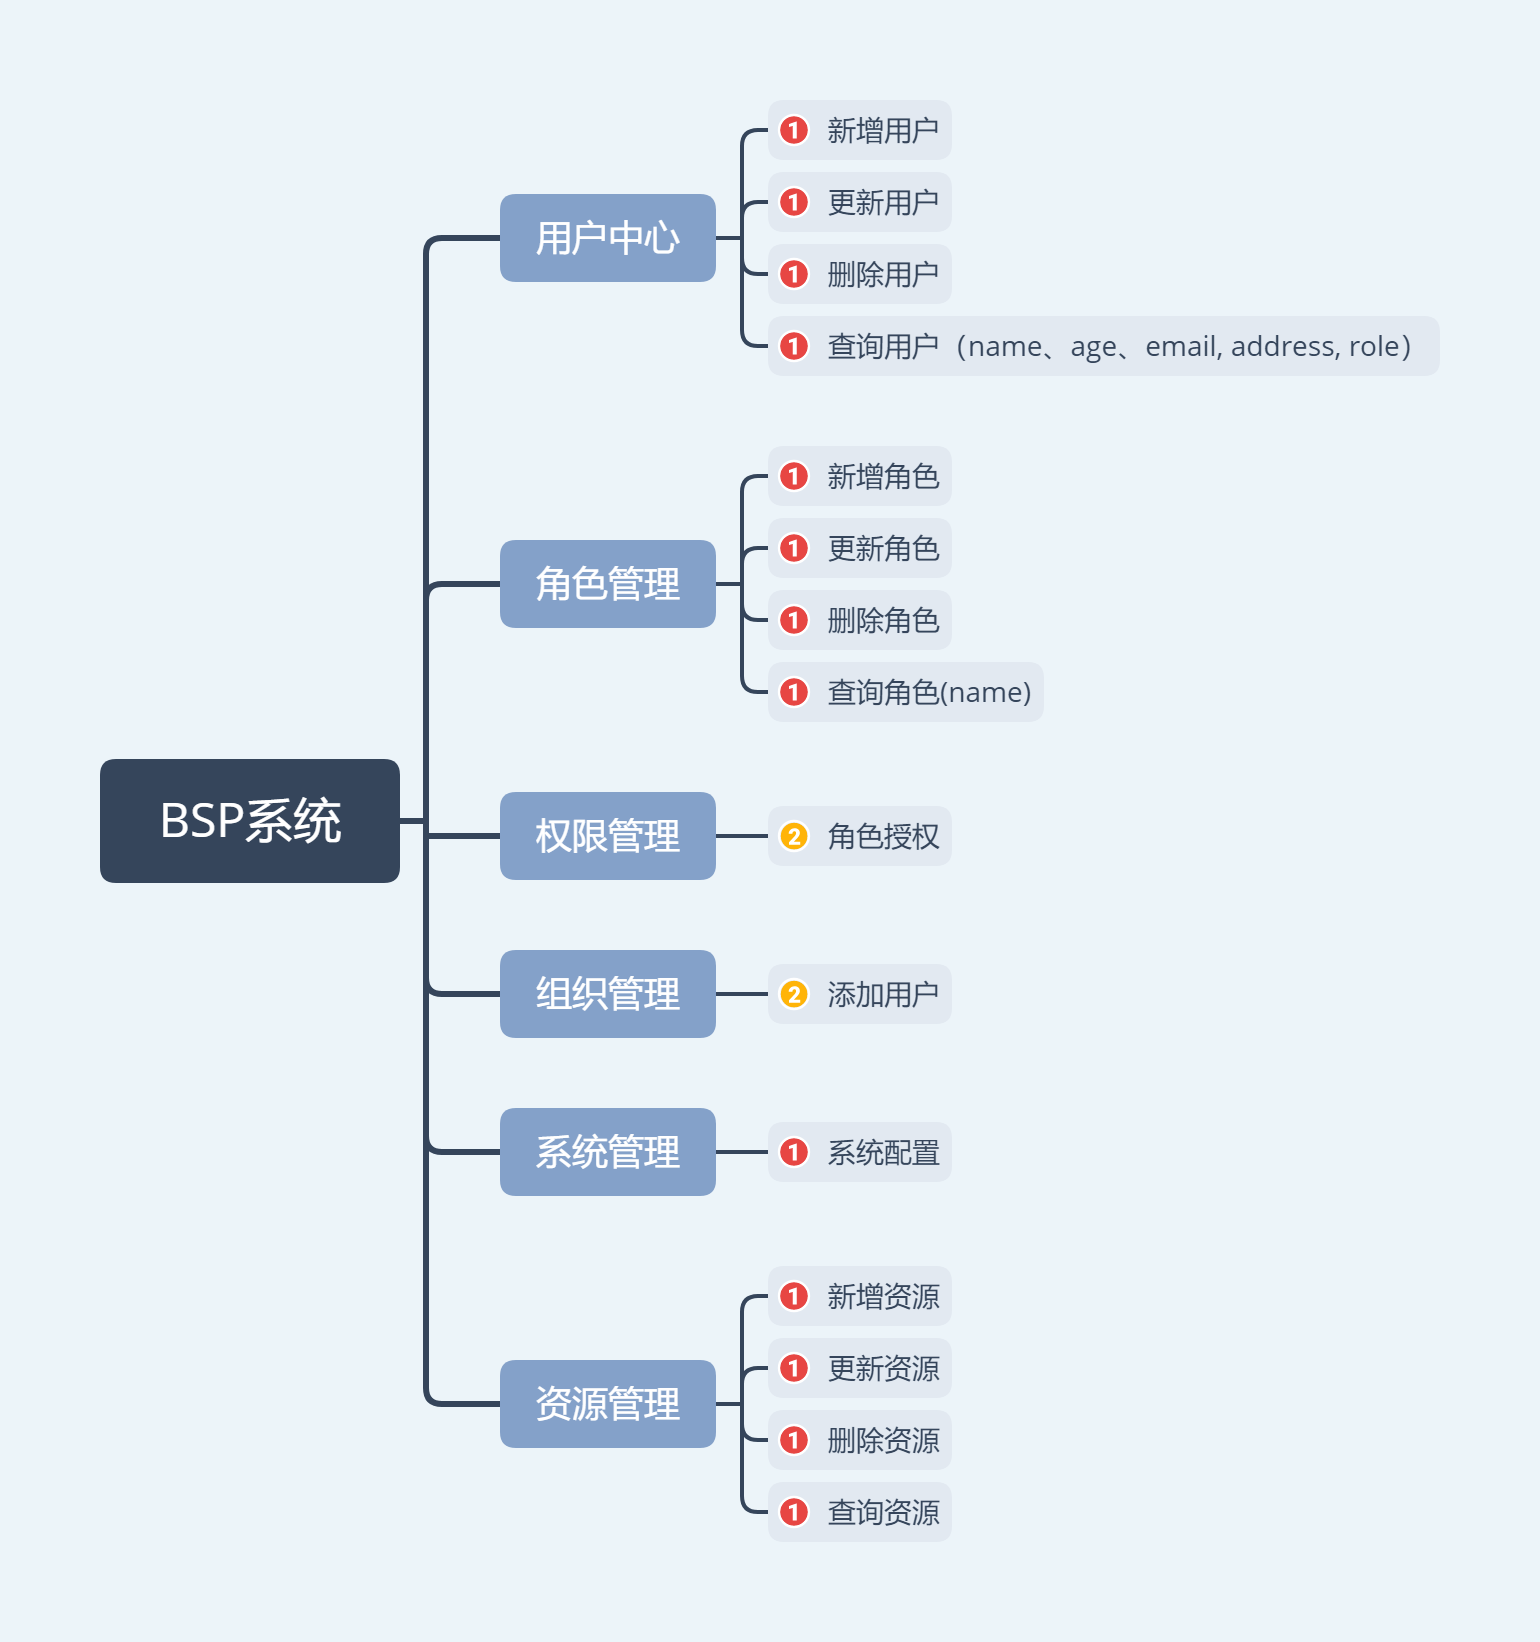 BSP系统
用户中心
1 新增用户
1 更新用户
1 删除用户
1 查询用户（name、age、email, address, role）
角色管理
1 新增角色
1 更新角色
1 删除角色
1 查询角色(name)
权限管理
2 角色授权
组织管理
2 添加用户
系统管理
1 系统配置
资源管理
1 新增资源
1 更新资源
1 删除资源
1 查询资源